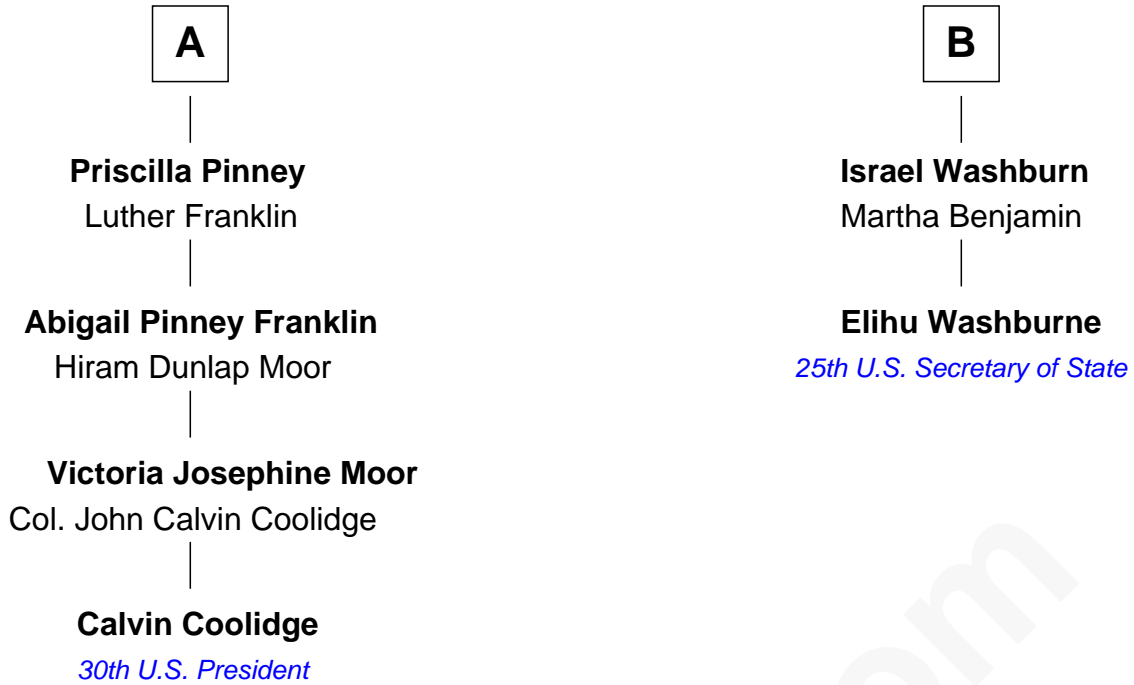 A
Priscilla Pinney
Luther Franklin
Abigail Pinney Franklin
Hiram Dunlap Moor
Victoria Josephine Moor
Col. John Calvin Coolidge
Calvin Coolidge
30th U.S. President
B
Israel Washburn
Martha Benjamin
Elihu Washburne
25th U.S. Secretary of State